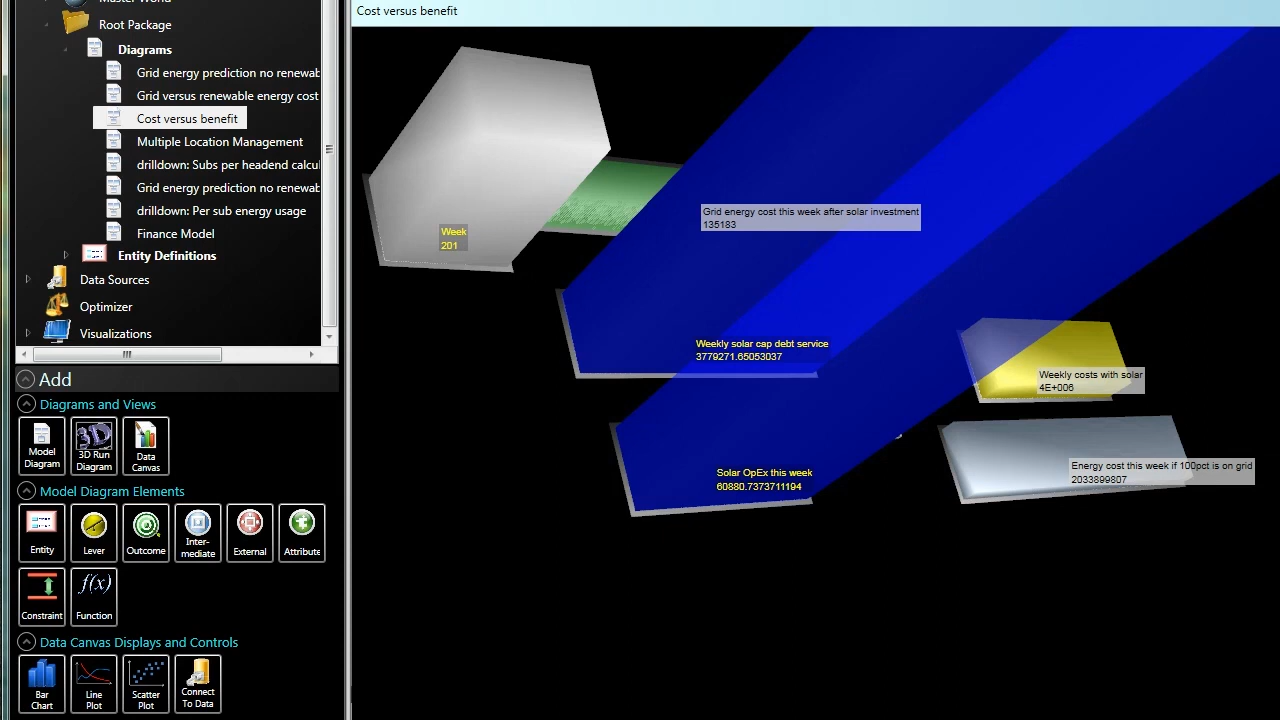 Master World
Root Package
Diagrams
Grid energy prediction no renewab
Grid versus renewable energy cost
Cost versus benefit
Multiple Location Management
drilldown: Subs per headend calcul
Grid energy prediction no renewab
drilldown: Per sub energy usage
Finance Model
Entity Definitions
Data Sources
Optimizer
Visualizations
Add
Diagrams and Views
Model
Diagram
3D
3D Run
Diagram
Data
Canvas
Model Diagram Elements
Entity
Lever
Outcome
Inter-
mediate
External
Attribute
Constraint
f(x)
Function
Data Canvas Displays and Controls
Bar
Chart
Line
Plot
Scatter
Plot
Connect
To Data
Cost versus benefit
Week
201
Grid energy cost this week after solar investment
135183
Weekly solar cap debt service
3779271.65053037
Weekly costs with solar
4E+006
Solar OpEx this week
60880.7373711194
Energy cost this week if 100pct is on grid
2033899807